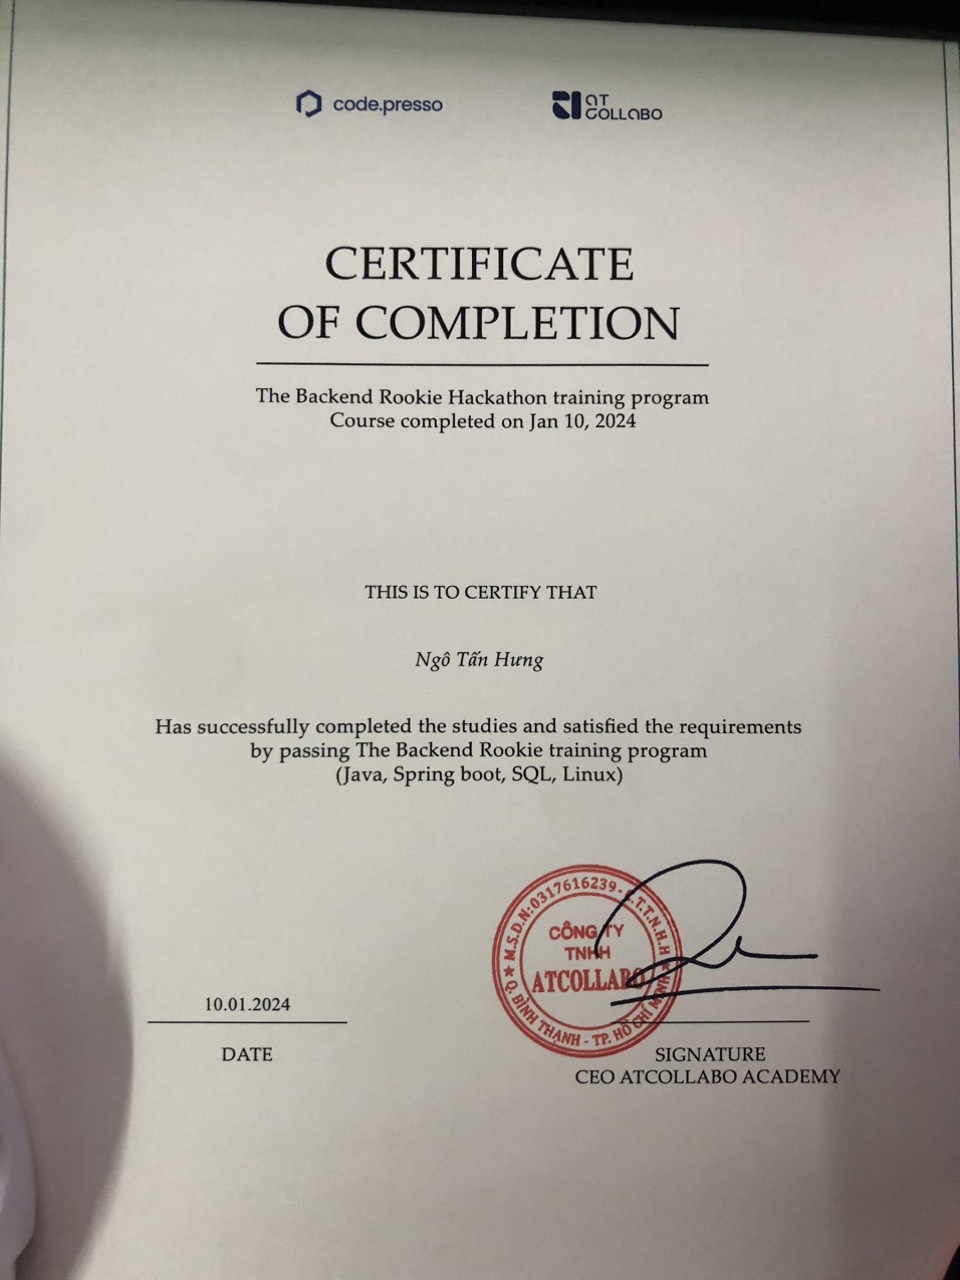 code.presso
AT
COLLABO
CERTIFICATE
OF COMPLETION
The Backend Rookie Hackathon training program
Course completed on Jan 10, 2024
THIS IS TO CERTIFY THAT
Ngô Tấn Hưng
Has successfully completed the studies and satisfied the requirements
by passing The Backend Rookie training program
(Java, Spring boot, SQL, Linux)
M.S.D.N:0317616239-
.T.T.N.H.H
CÔNG TY
TNHH
ATCOLLABO
Q. BÌNH THẠNH - TP. HỒ CHÍ MINH
10.01.2024
DATE
SIGNATURE
CEO ATCOLLABO ACADEMY